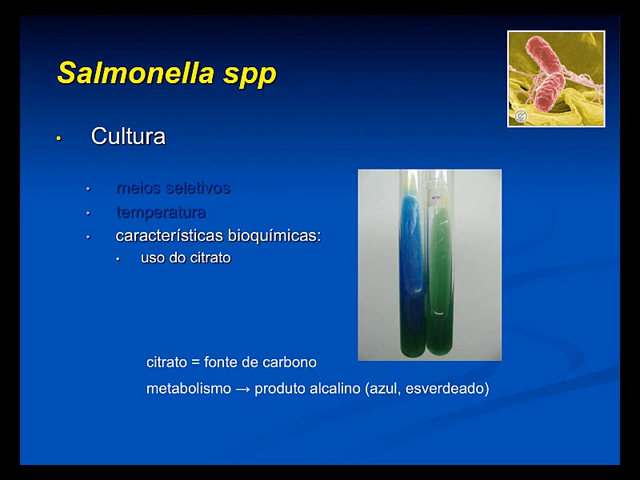 Salmonella spp
• Cultura
• meios seletivos
• temperatura
• características bioquímicas:
• uso do citrato
citrato = fonte de carbono
metabolismo → produto alcalino (azul, esverdeado)